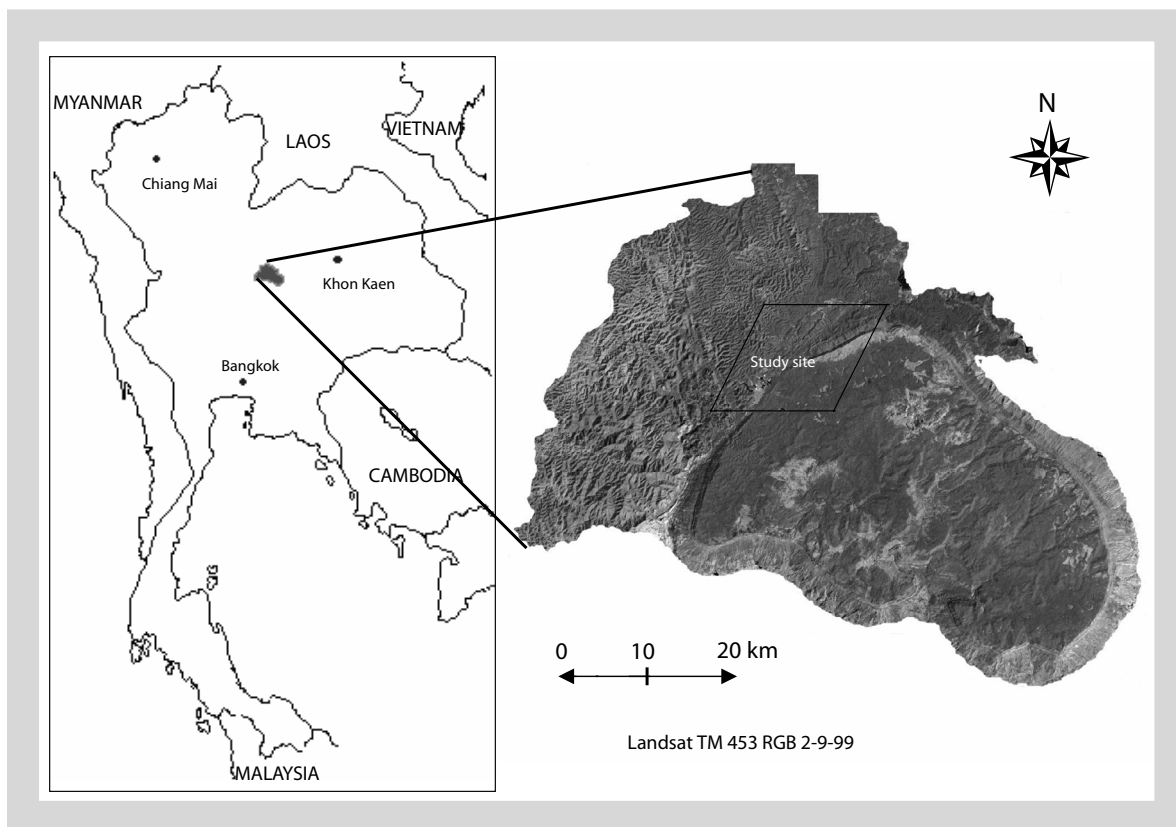 MYANMAR
LAOS
VIETNAM
Chiang Mai
Khon Kaen
Bangkok
CAMBODIA
MALAYSIA
N
Study site
0 10 20 km
Landsat TM 453 RGB 2-9-99